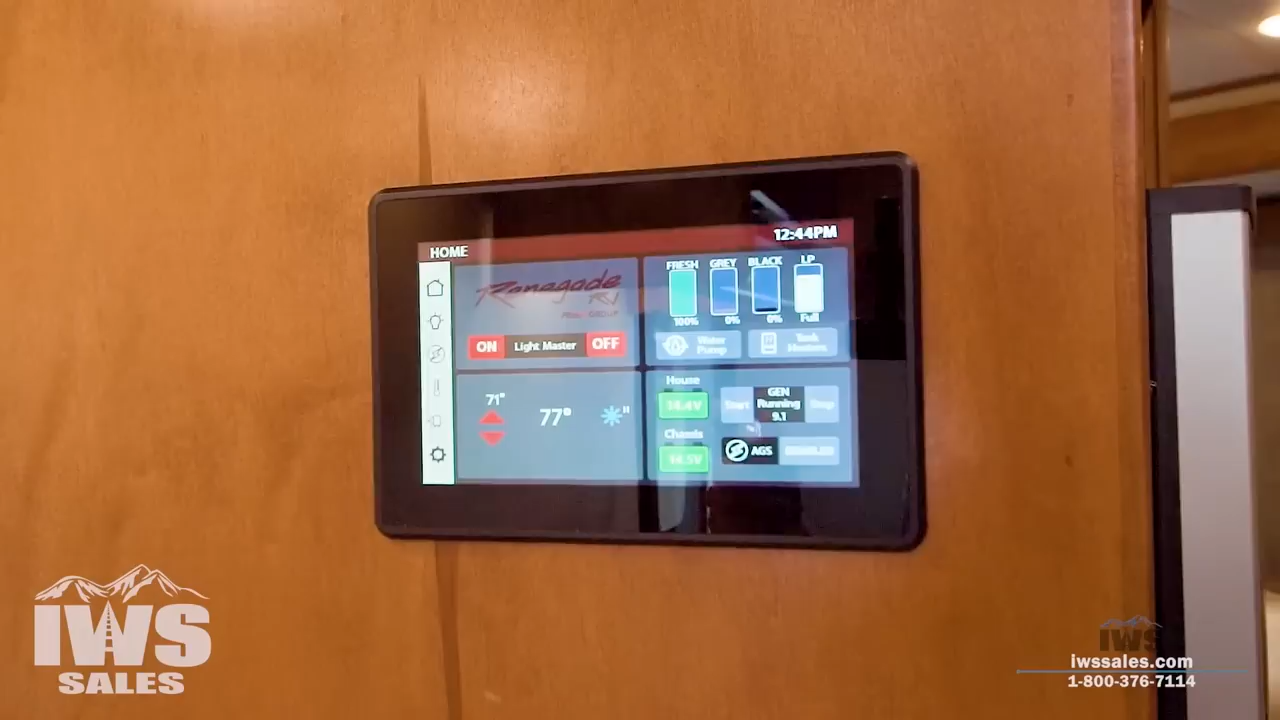 HOME
12:44PM
Renegade
RV
ON
Light Master
OFF
71°
77°
FRESH
GREY
BLACK
LP
100%
0%
0%
Full
Water
Pump
Tank
Heaters
House
14.4V
Chassis
14.5V
Start
GEN
Running
9.1
Stop
AGS
IWS
SALES
IWS
iwssales.com
1-800-376-7114